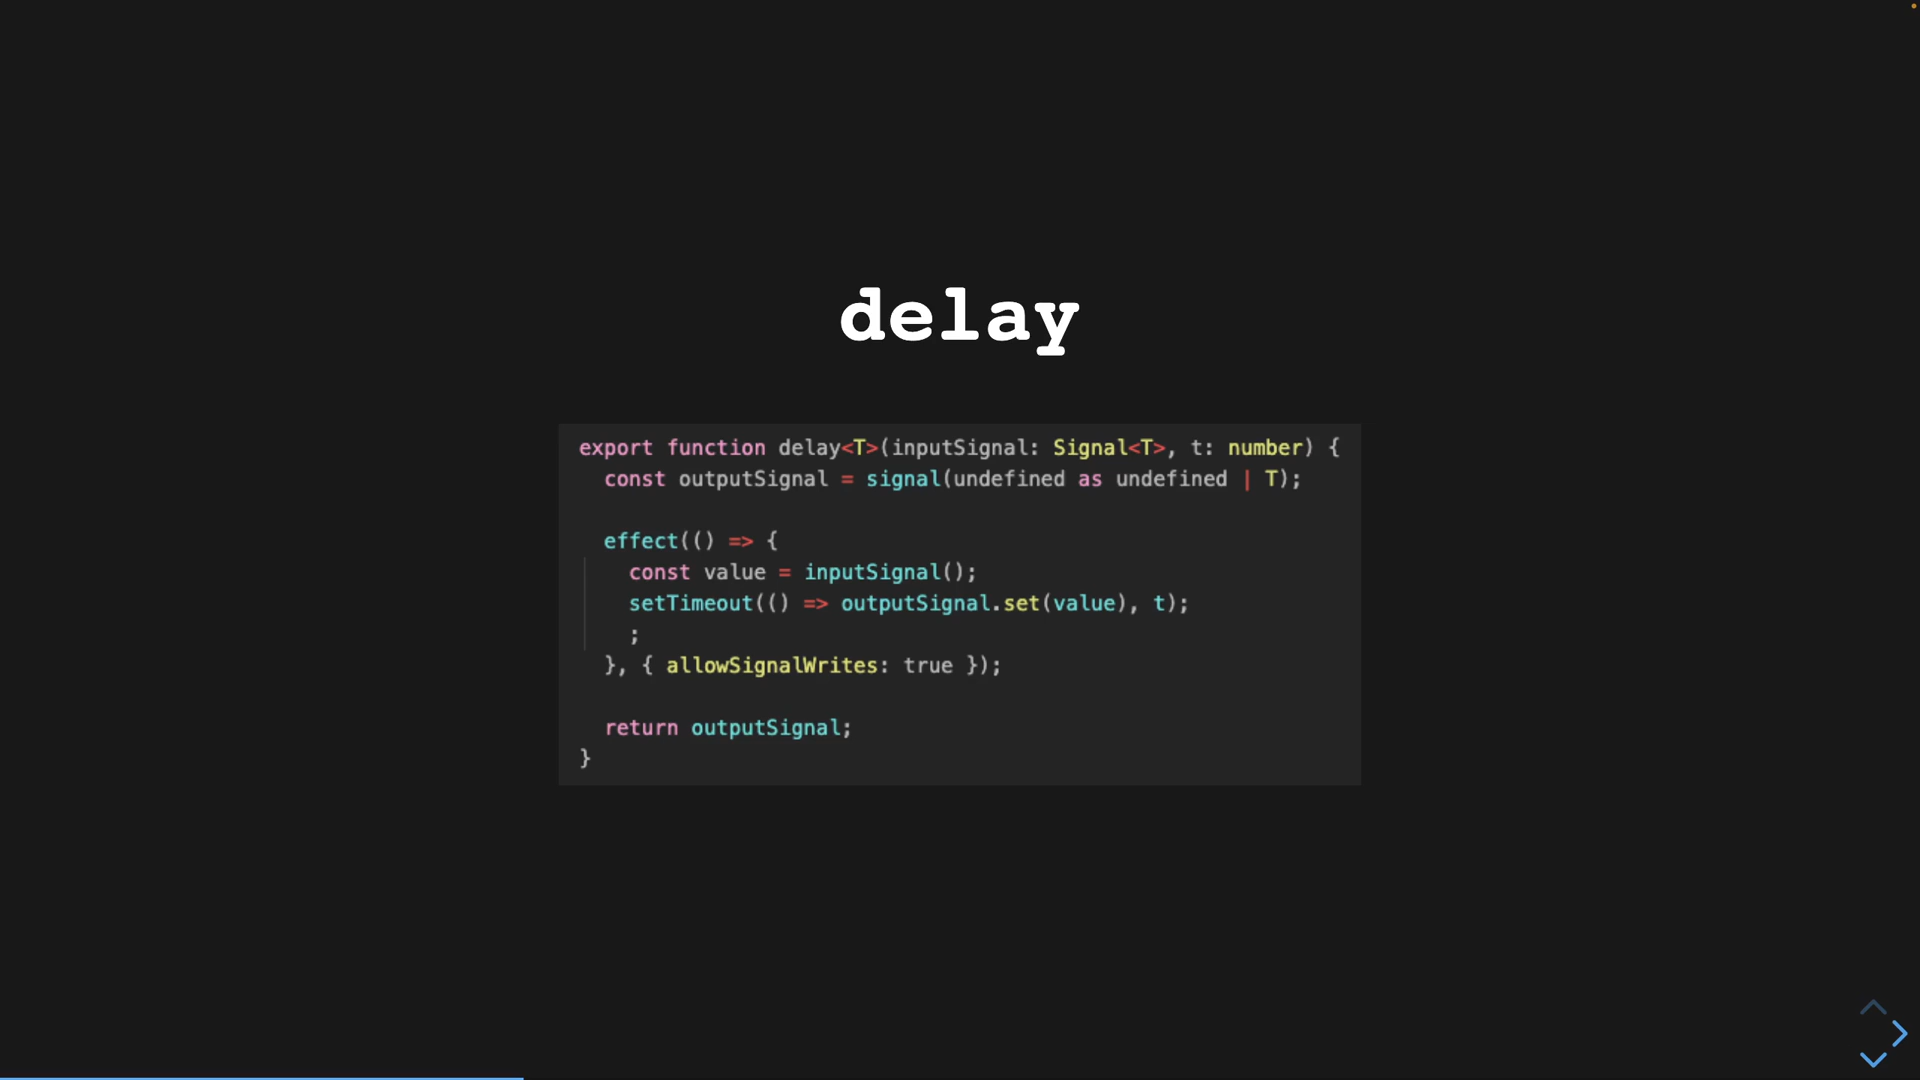 delay
export function delay<T>(inputSignal: Signal<T>, t: number) {
const outputSignal = signal(undefined as undefined | T);
effect(() => {
const value = inputSignal();
setTimeout(() => outputSignal.set(value), t);
;
}, { allowSignalWrites: true });
return outputSignal;
}